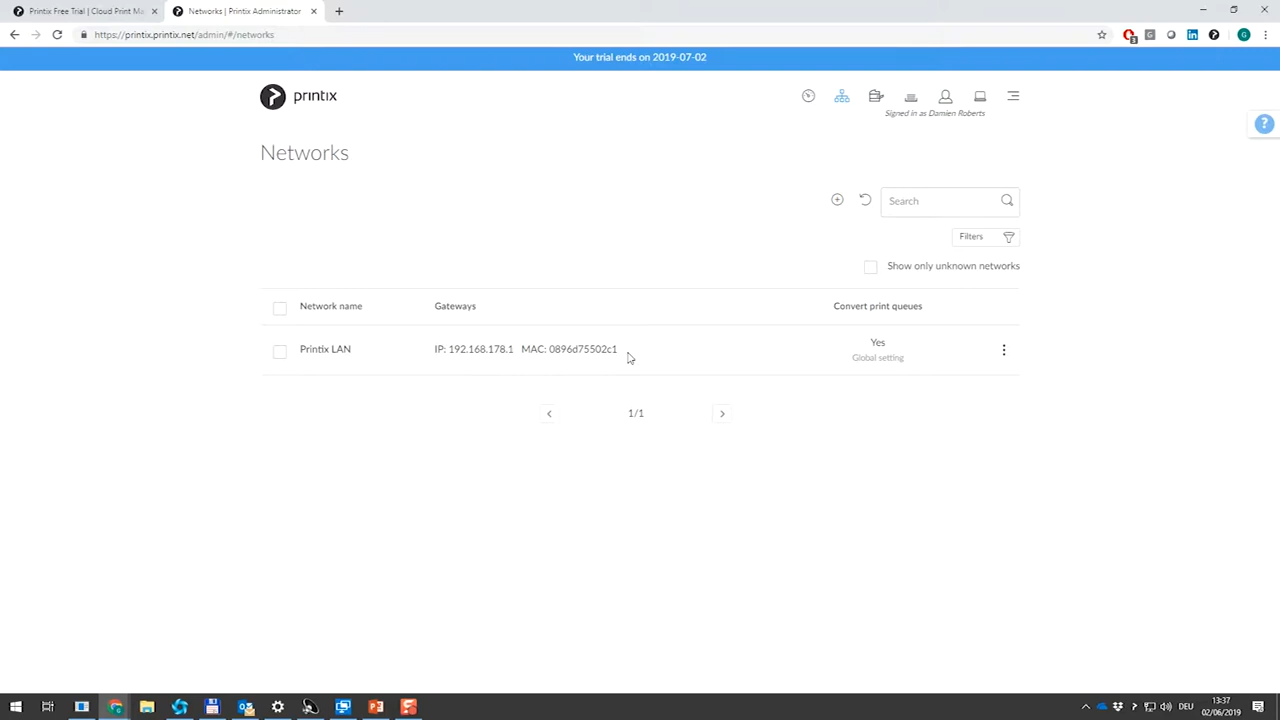 Printix Free Trial | Cloud Print Ma
Networks | Printix Administrator
https://printix.printix.net/admin/#/networks
Your trial ends on 2019-07-02
printix
Signed in as Damien Roberts
?
Networks
Search
Filters
Show only unknown networks
Network name Gateways Convert print queues
Printix LAN IP: 192.168.178.1 MAC: 0896d75502c1 Yes
Global setting
1/1
DEU
13:37
02/06/2019